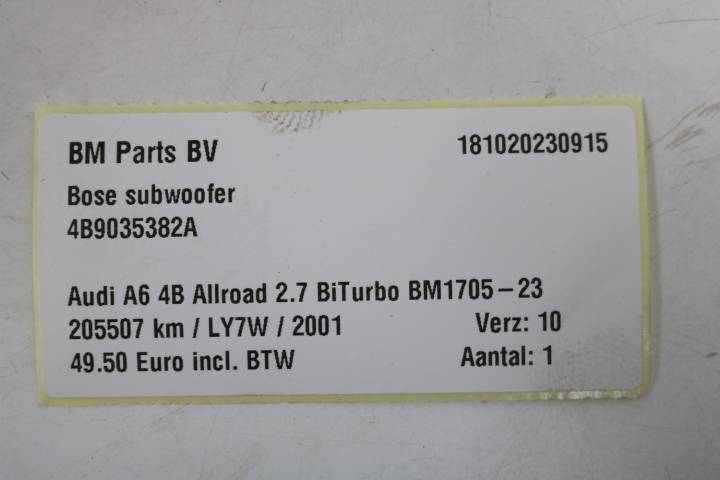 BM Parts BV 181020230915
Bose subwoofer
4B9035382A
Audi A6 4B Allroad 2.7 BiTurbo BM1705-23
205507 km / LY7W / 2001 Verz: 10
49.50 Euro incl. BTW Aantal: 1